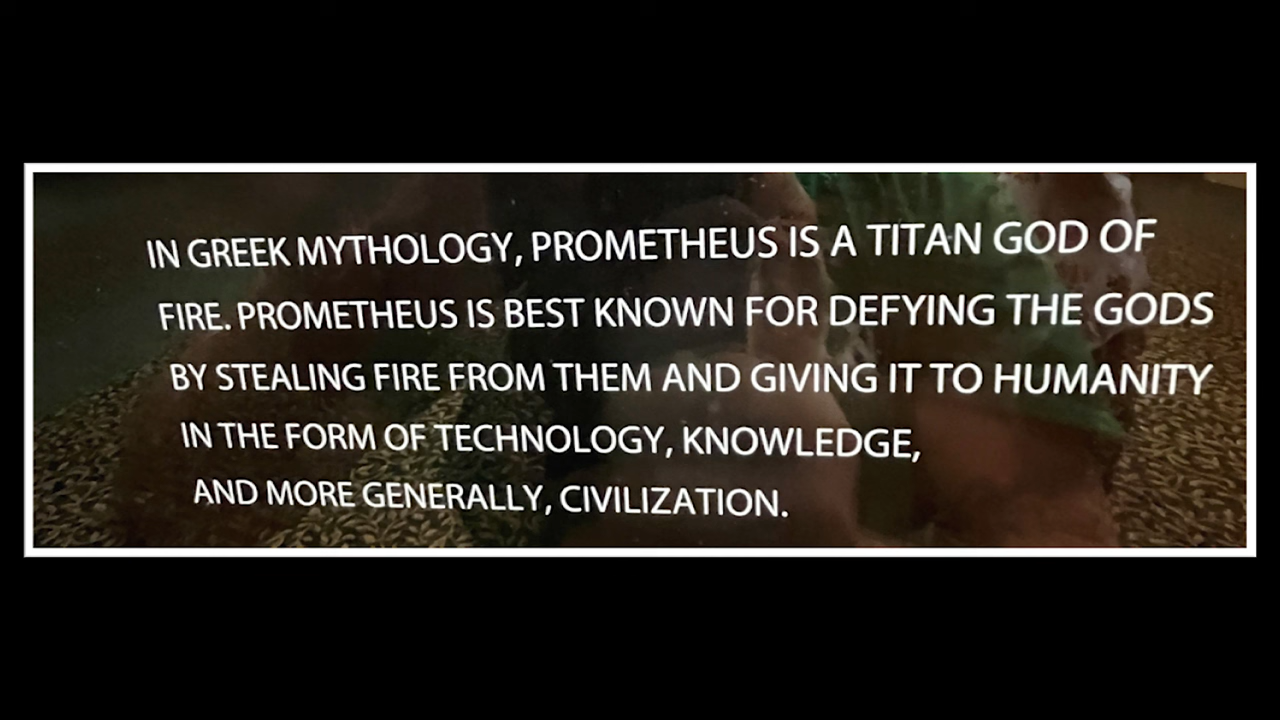 IN GREEK MYTHOLOGY, PROMETHEUS IS A TITAN GOD OF
FIRE. PROMETHEUS IS BEST KNOWN FOR DEFYING THE GODS
BY STEALING FIRE FROM THEM AND GIVING IT TO HUMANITY
IN THE FORM OF TECHNOLOGY, KNOWLEDGE,
AND MORE GENERALLY, CIVILIZATION.